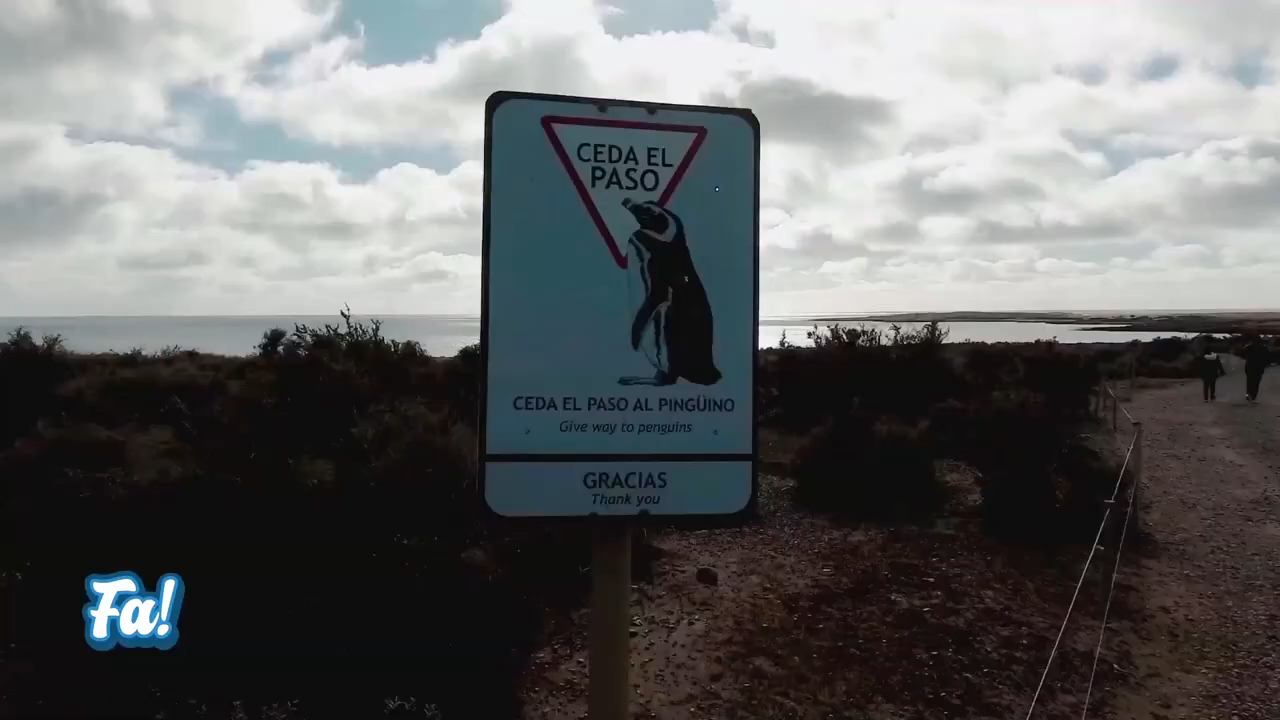 CEDA EL
PASO
CEDA EL PASO AL PINGÜINO
Give way to penguins
GRACIAS
Thank you
Fa!